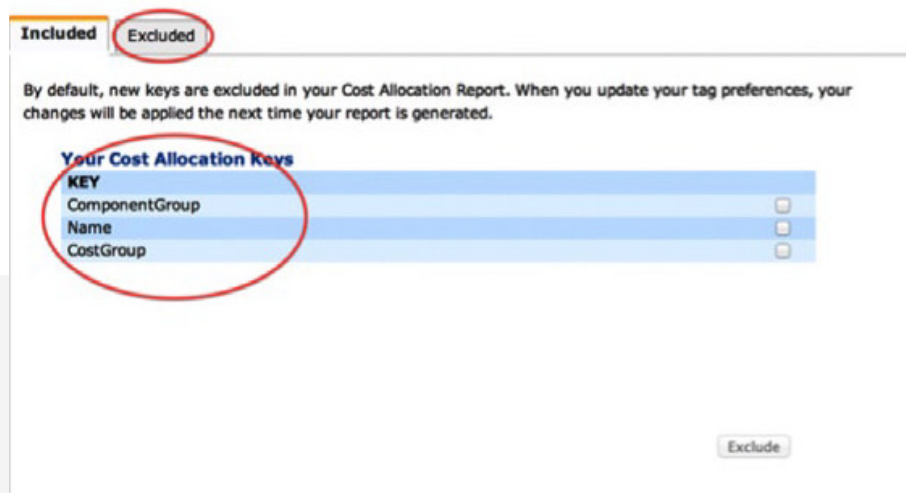 Included
Excluded
By default, new keys are excluded in your Cost Allocation Report. When you update your tag preferences, your
changes will be applied the next time your report is generated.
Your Cost Allocation Keys
KEY
ComponentGroup
Name
CostGroup
Exclude